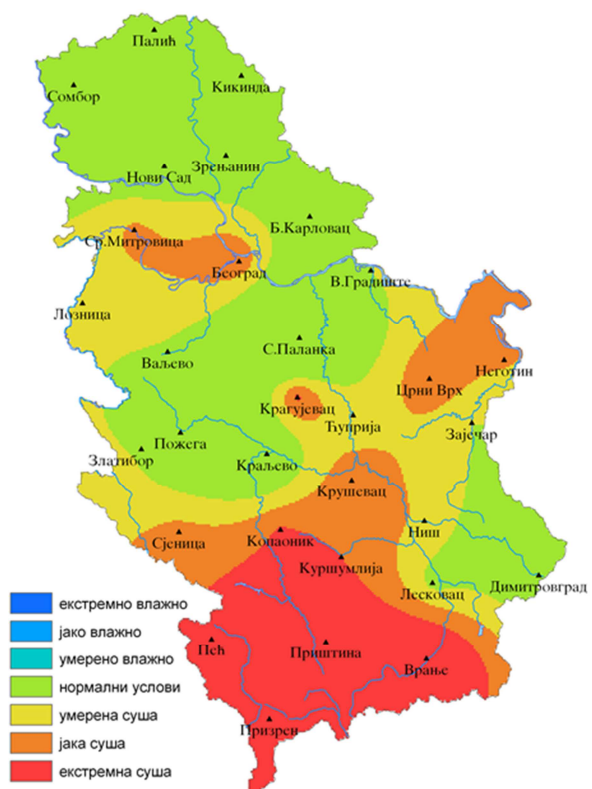 Палић
Кикинда
Сомбор
Зрењанин
Нови Сад
Б.Карловац
Ср.Митровица
Београд
В.Градиште
Лозница
С.Паланка
Ваљево
Неготин
Црни Врх
Крагујевац
Ћуприја
Зајечар
Пожега
Златибор
Краљево
Крушевац
Ниш
Сјеница
Копаоник
Куршумлија
Димитровград
Лесковац
Пећ
Приштина
Врање
Призрен
екстремно влажно
јако влажно
умерено влажно
нормални услови
умерена суша
јака суша
екстремна суша